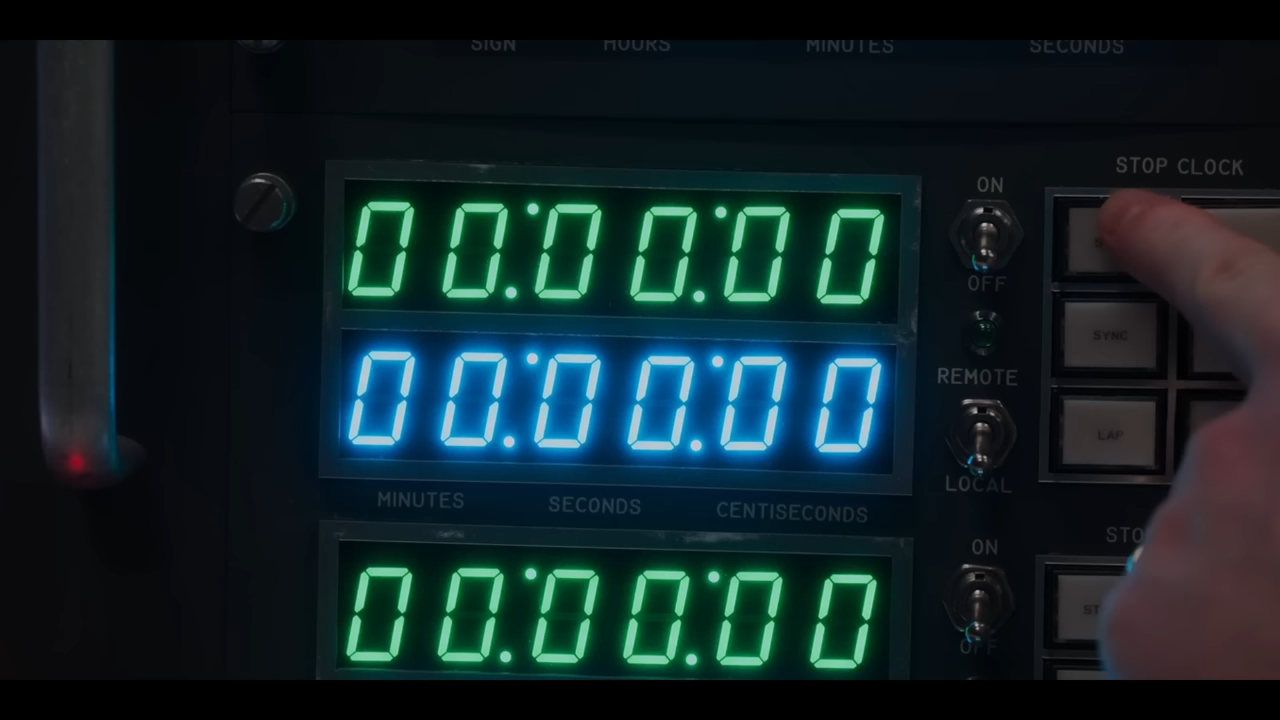 SIGN HOURS MINUTES SECONDS
STOP CLOCK
ON
00:00:00
OFF
SYNC
REMOTE
00:00:00
LAP
LOCAL
MINUTES SECONDS CENTISECONDS
ON
00:00:00
OFF